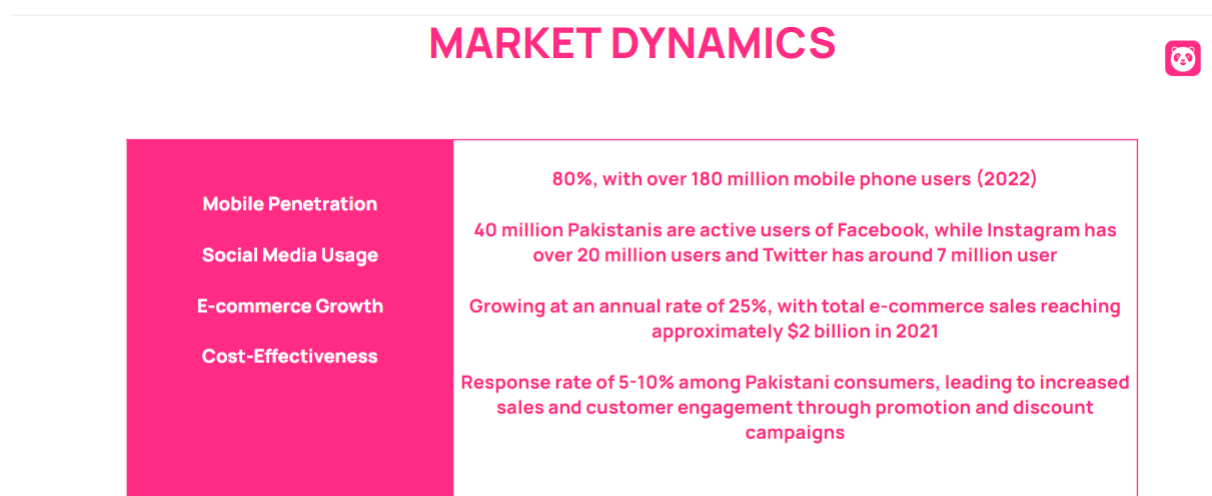 MARKET DYNAMICS
Mobile Penetration
Social Media Usage
E-commerce Growth
Cost-Effectiveness
80%, with over 180 million mobile phone users (2022)
40 million Pakistanis are active users of Facebook, while Instagram has
over 20 million users and Twitter has around 7 million user
Growing at an annual rate of 25%, with total e-commerce sales reaching
approximately $2 billion in 2021
Response rate of 5-10% among Pakistani consumers, leading to increased
sales and customer engagement through promotion and discount
campaigns